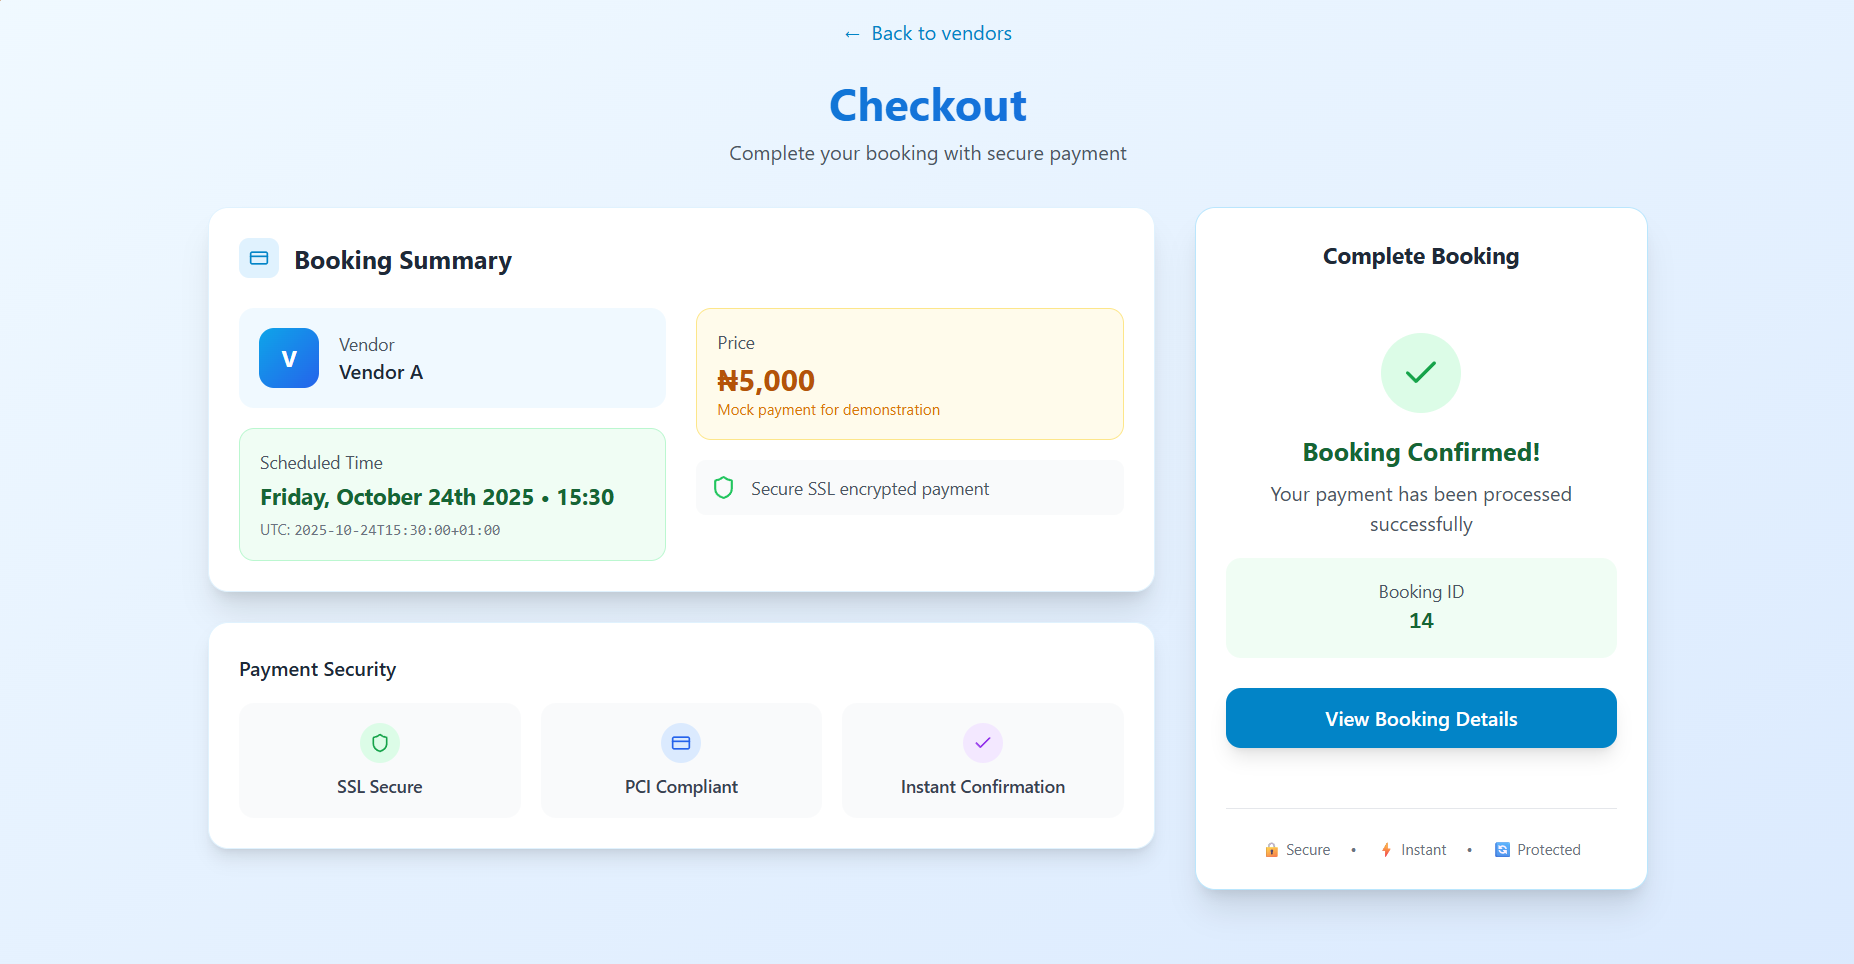 ← Back to vendors
Checkout
Complete your booking with secure payment
Booking Summary
V
Vendor
Vendor A
Scheduled Time
Friday, October 24th 2025 • 15:30
UTC: 2025-10-24T15:30:00+01:00
Price
₦5,000
Mock payment for demonstration
Secure SSL encrypted payment
Payment Security
SSL Secure
PCI Compliant
Instant Confirmation
Complete Booking
Booking Confirmed!
Your payment has been processed
successfully
Booking ID
14
View Booking Details
🔒 Secure • ⚡ Instant • 🔄 Protected